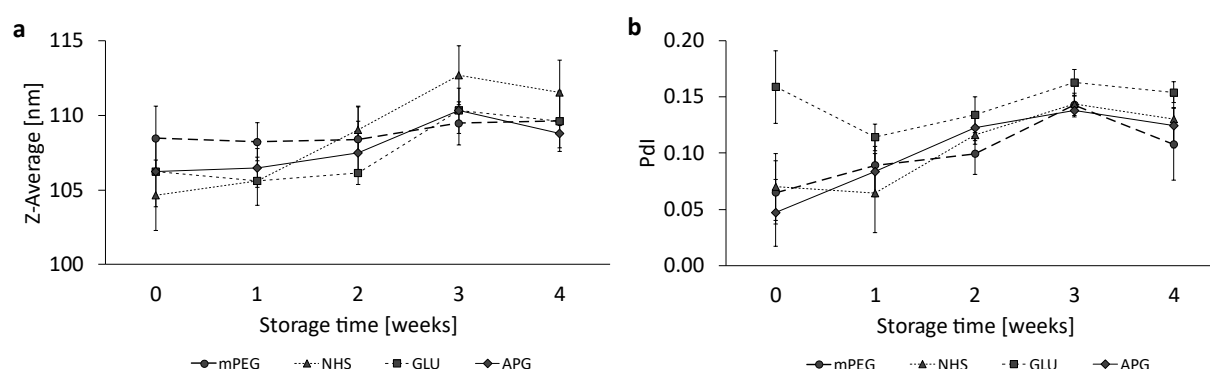 a
115
110
105
100
Z-Average [nm]
0 1 2 3 4
Storage time [weeks]
mPEG NHS GLU APG
b
0.20
0.15
0.10
0.05
0.00
PdI
0 1 2 3 4
Storage time [weeks]
mPEG NHS GLU APG